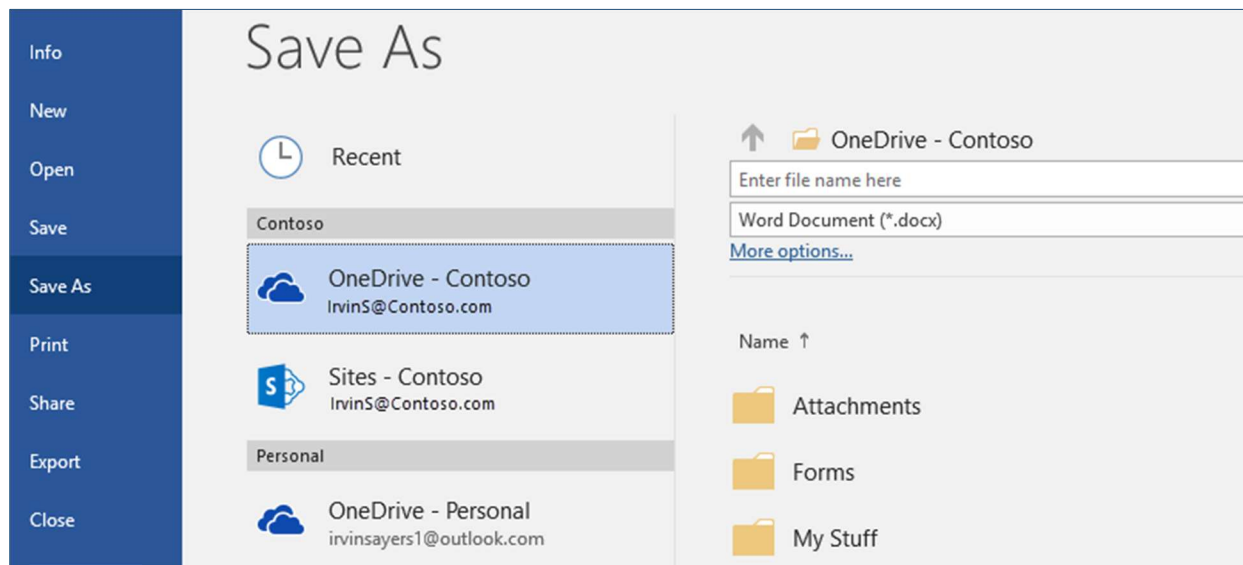 Info
New
Open
Save
Save As
Print
Share
Export
Close
Save As
Recent
Contoso
OneDrive - Contoso
IrvinS@Contoso.com
Sites - Contoso
IrvinS@Contoso.com
Personal
OneDrive - Personal
irvinsayers1@outlook.com
OneDrive - Contoso
Enter file name here
Word Document (*.docx)
More options...
Name ↑
Attachments
Forms
My Stuff